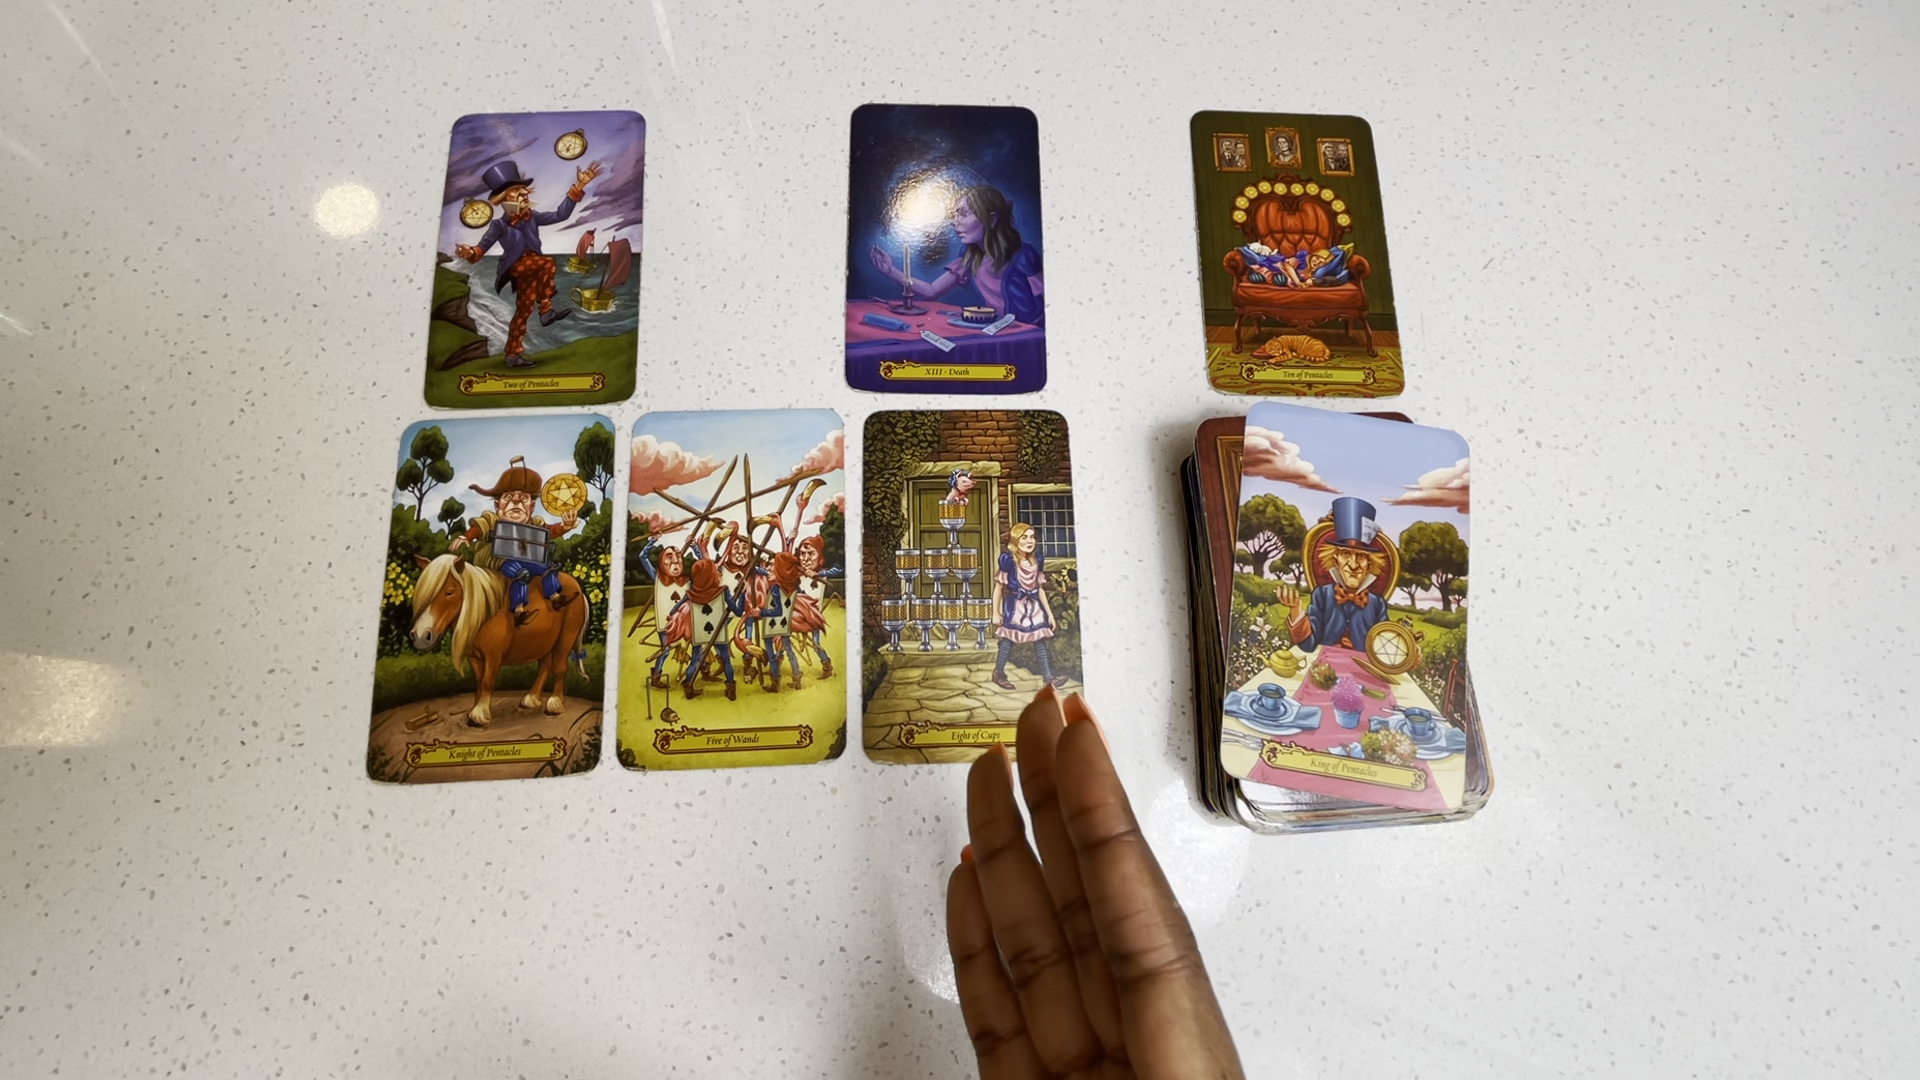 Two of Pentacles
XIII • Death
Ten of Pentacles
Knight of Pentacles
Five of Wands
Eight of Cups
King of Pentacles